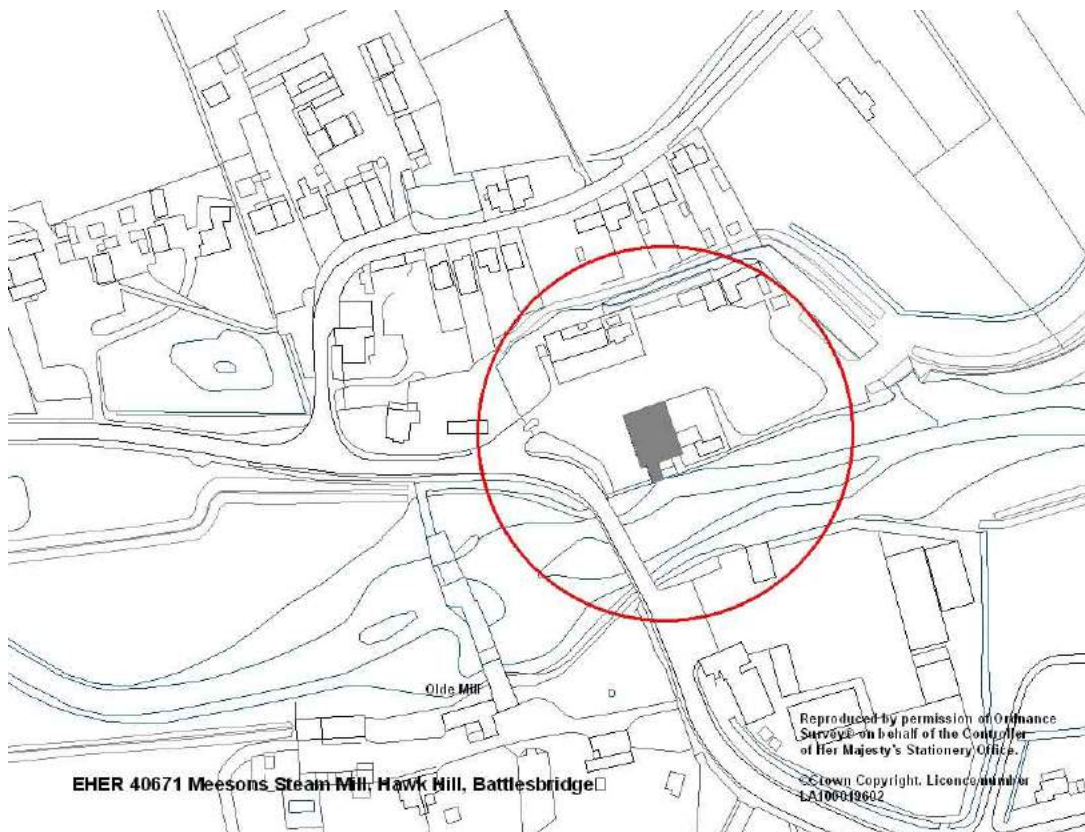 Olde Mill
Reproduced by permission of Ordnance
Survey® on behalf of the Controller
of Her Majesty's Stationery Office.
EHER 40671 Meesons Steam Mill, Hawk Hill, Battlesbridge
©Crown Copyright. Licence number
LA100019602